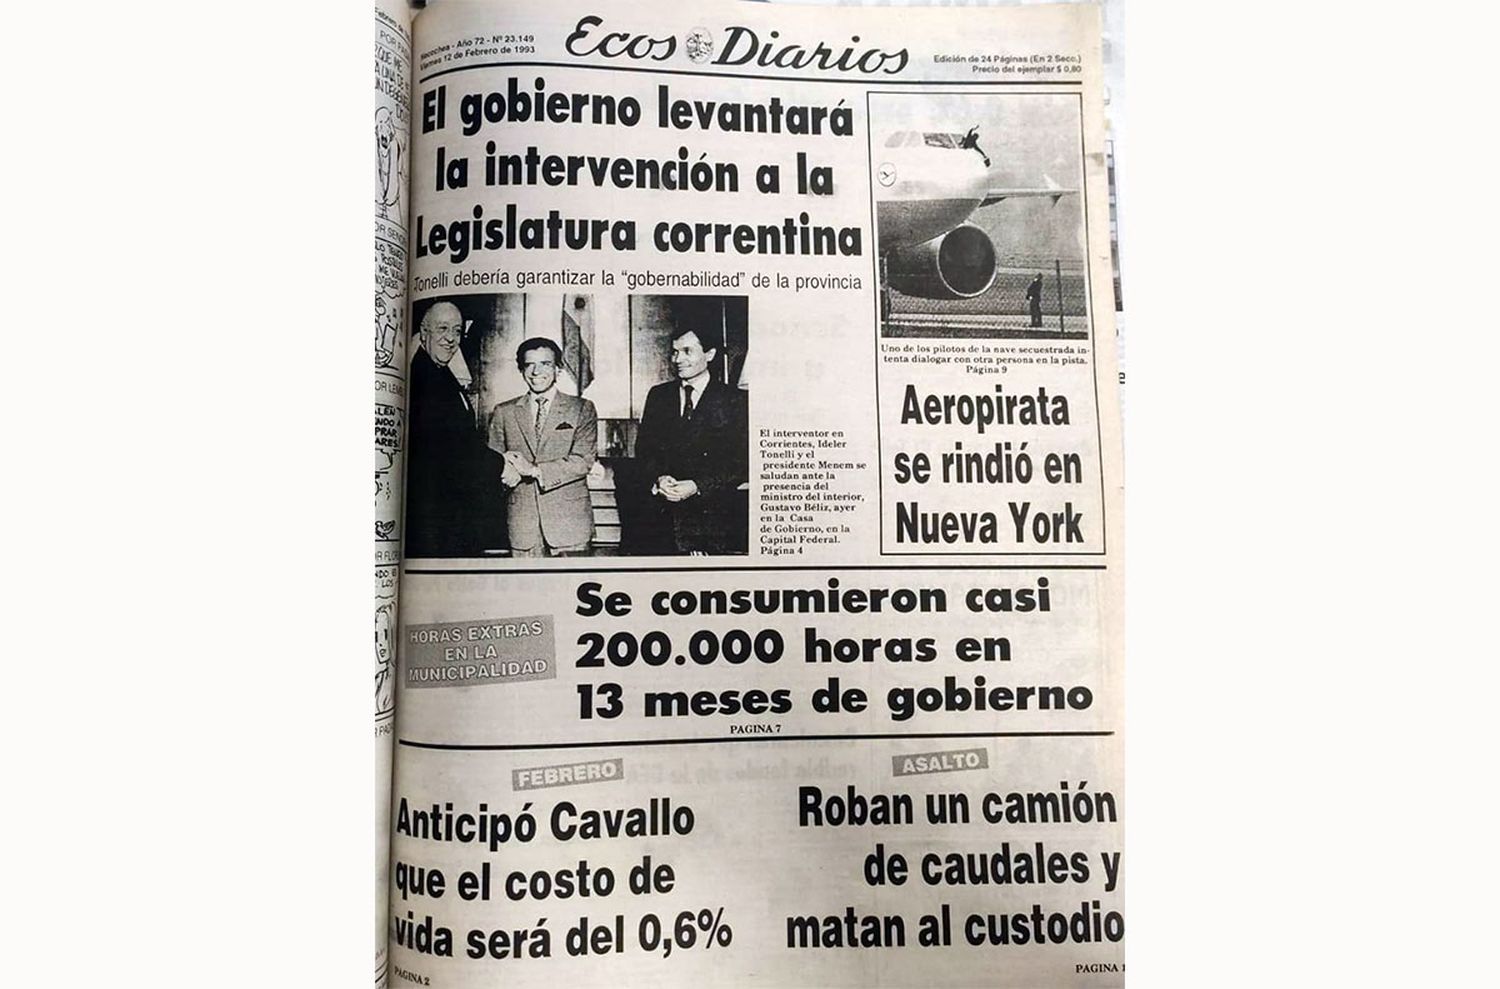 Necochea - Año 72 - Nº 23.149
Viernes 12 de Febrero de 1993
Ecos Diarios
Edición de 24 Páginas (En 2 Secc.)
Precio del ejemplar $ 0,80
El gobierno levantará
la intervención a la
Legislatura correntina
Tonelli debería garantizar la “gobernabilidad” de la provincia
El interventor en
Corrientes, Ideler
Tonelli y el
presidente Menem se
saludan ante la
presencia del
ministro del interior,
Gustavo Béliz, ayer
en la Casa
de Gobierno, en la
Capital Federal.
Página 4
Uno de los pilotos de la nave secuestrada in-
tenta dialogar con otra persona en la pista.
Página 9
Aeropirata
se rindió en
Nueva York
HORAS EXTRAS
EN LA
MUNICIPALIDAD
Se consumieron casi
200.000 horas en
13 meses de gobierno
PAGINA 7
FEBRERO
Anticipó Cavallo
que el costo de
vida será del 0,6%
PAGINA 2
ASALTO
Roban un camión
de caudales y
matan al custodio
PAGINA